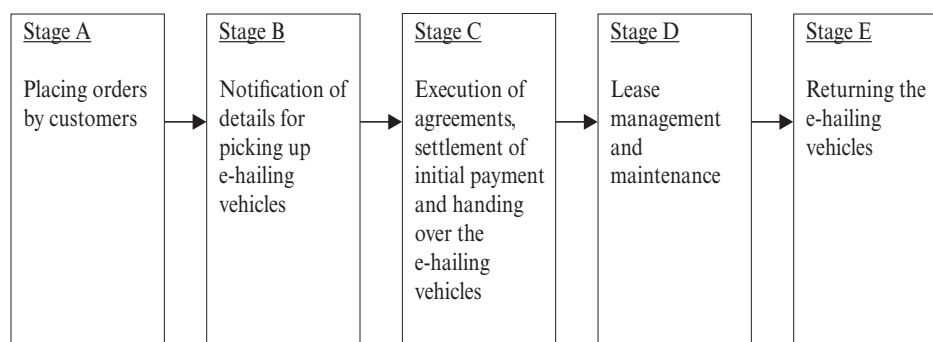 Stage A
Placing orders
by customers
Stage B
Notification of
details for
picking up
e-hailing
vehicles
Stage C
Execution of
agreements,
settlement of
initial payment
and handing
over the
e-hailing
vehicles
Stage D
Lease
management
and
maintenance
Stage E
Returning the
e-hailing
vehicles